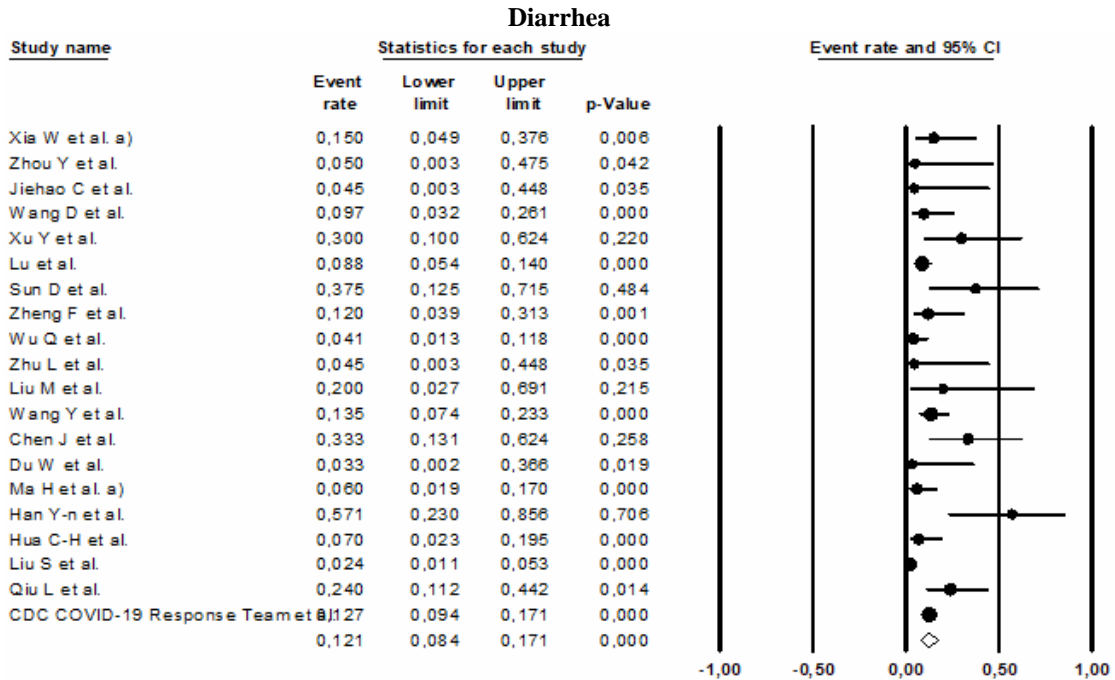 Diarrhea
Study name Statistics for each study Event rate and 95% CI
Event Lower Upper
rate limit limit p-Value
Xia W et al. a) 0,150 0,049 0,376 0,006
Zhou Y et al. 0,050 0,003 0,475 0,042
Jiehao C et al. 0,045 0,003 0,448 0,035
Wang D et al. 0,097 0,032 0,261 0,000
Xu Y et al. 0,300 0,100 0,624 0,220
Lu et al. 0,088 0,054 0,140 0,000
Sun D et al. 0,375 0,125 0,715 0,484
Zheng F et al. 0,120 0,039 0,313 0,001
Wu Q et al. 0,041 0,013 0,118 0,000
Zhu L et al. 0,045 0,003 0,448 0,035
Liu M et al. 0,200 0,027 0,691 0,215
Wang Y et al. 0,135 0,074 0,233 0,000
Chen J et al. 0,333 0,131 0,624 0,258
Du W et al. 0,033 0,002 0,366 0,019
Ma H et al. a) 0,060 0,019 0,170 0,000
Han Y-n et al. 0,571 0,230 0,856 0,706
Hua C-H et al. 0,070 0,023 0,195 0,000
Liu S et al. 0,024 0,011 0,053 0,000
Qiu L et al. 0,240 0,112 0,442 0,014
CDC COVID-19 Response Team et 0,127 0,094 0,171 0,000
0,121 0,084 0,171 0,000
-1,00 -0,50 0,00 0,50 1,00